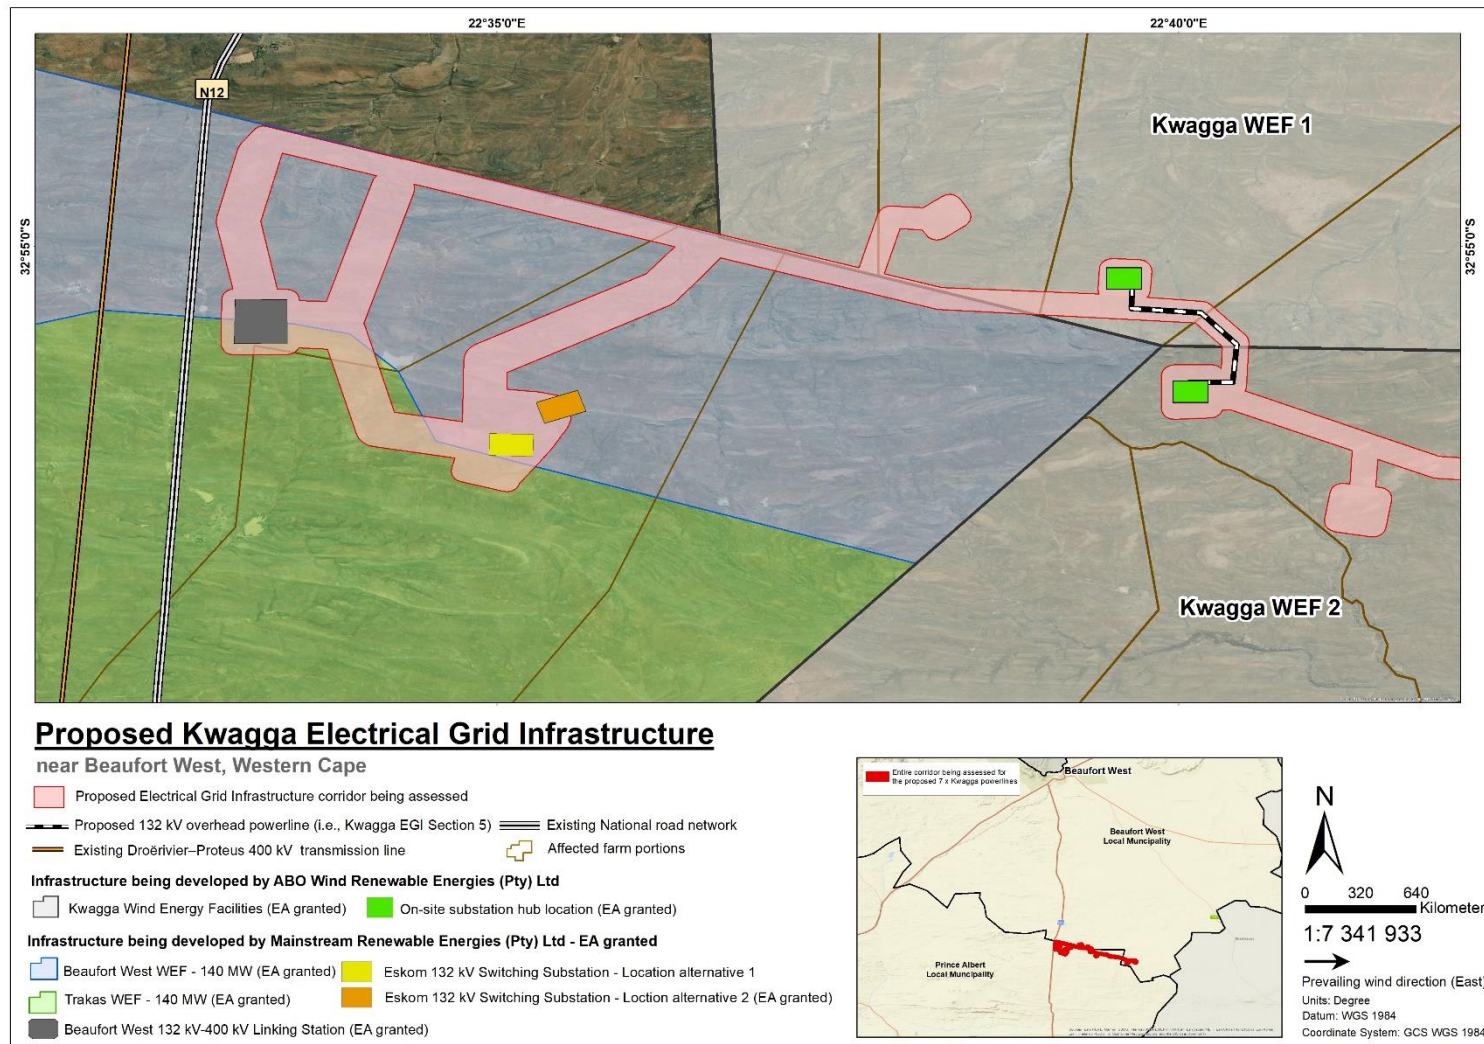 22°35'0"E
22°40'0"E
32°55'0"S
32°55'0"S
N12
Kwagga WEF 1
Kwagga WEF 2
Proposed Kwagga Electrical Grid Infrastructure
near Beaufort West, Western Cape
Proposed Electrical Grid Infrastructure corridor being assessed
Proposed 132 kV overhead powerline (i.e., Kwagga EGI Section 5)
Existing National road network
Existing Droërivier–Proteus 400 kV transmission line
Affected farm portions
Infrastructure being developed by ABO Wind Renewable Energies (Pty) Ltd
Kwagga Wind Energy Facilities (EA granted)
On-site substation hub location (EA granted)
Infrastructure being developed by Mainstream Renewable Energies (Pty) Ltd - EA granted
Beaufort West WEF - 140 MW (EA granted)
Eskom 132 kV Switching Substation - Location alternative 1
Trakas WEF - 140 MW (EA granted)
Eskom 132 kV Switching Substation - Loction alternative 2 (EA granted)
Beaufort West 132 kV-400 kV Linking Station (EA granted)
Entire corridor being assessed for
the proposed 7 x Kwagga powerlines
Beaufort West
Beaufort West
Local Muncipality
Prince Albert
Local Muncipality
N
0 320 640
Kilometer
1:7 341 933
Prevailing wind direction (East)
Units: Degree
Datum: WGS 1984
Coordinate System: GCS WGS 1984